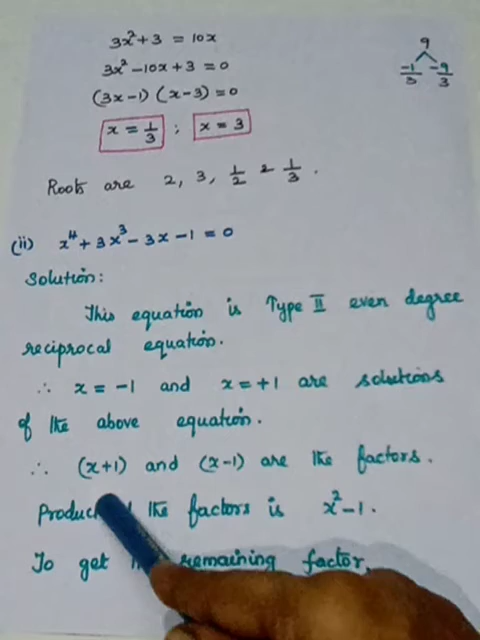 3x²+3 = 10x
3x²-10x+3 = 0
(3x-1) (x-3) = 0
x = 1/3 ; x = 3
9
-1/3 -9/3
Roots are 2, 3, 1/2 & 1/3.
(ii) x⁴+3x³-3x-1 = 0
Solution:
This equation is Type II even degree
reciprocal equation.
∴ x = -1 and x = +1 are solutions
of the above equation.
∴ (x+1) and (x-1) are the factors.
the factors is x²-1.
To get remaining factor.